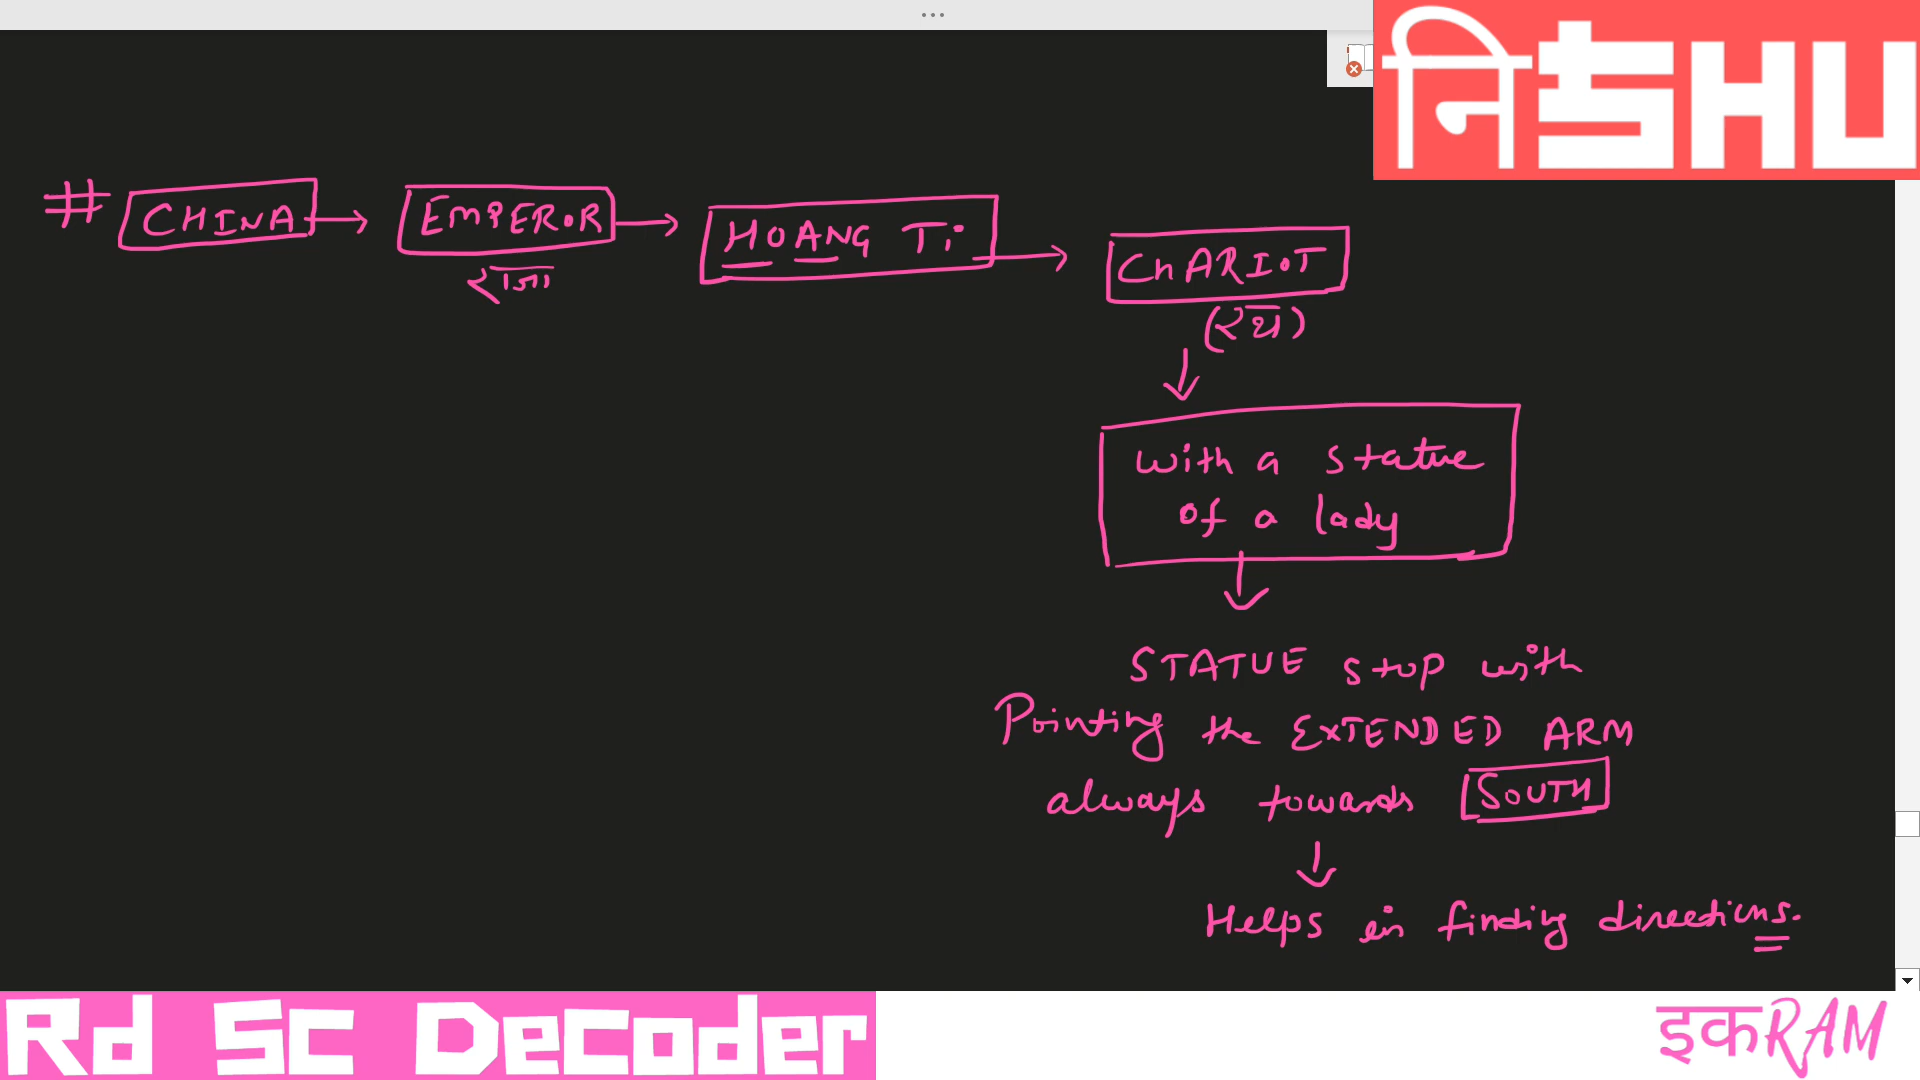 निSHU
# CHINA → EMPEROR → HOANG Ti → ChARIOT
राजा
(रथ)
with a statue
of a lady
STATUE stop with
Pointing the EXTENDED ARM
always towards SOUTH
Helps in finding directions.
Rd Sc Decoder
इकRAM